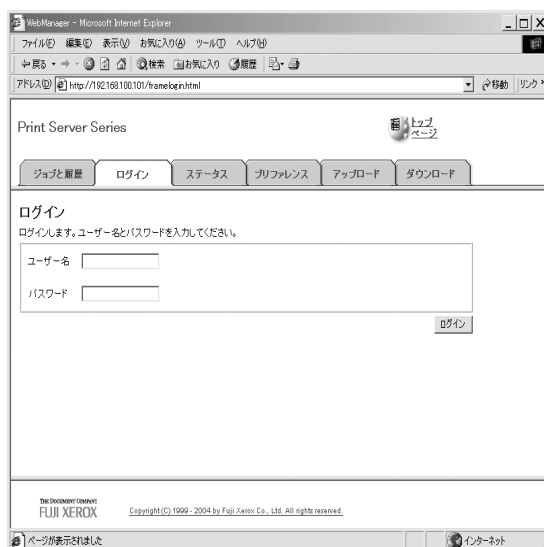 WebManager - Microsoft Internet Explorer
ファイル(F) 編集(E) 表示(V) お気に入り(A) ツール(T) ヘルプ(H)
戻る 検索 お気に入り 履歴
アドレス(D) http://192.168.100.101/framelogin.html 移動 リンク »
Print Server Series
トップ
ページ
ジョブと履歴 ログイン ステータス プリファレンス アップロード ダウンロード
ログイン
ログインします。ユーザー名とパスワードを入力してください。
ユーザー名
パスワード
ログイン
THE DOCUMENT COMPANY
FUJI XEROX
Copyright (C) 1999 - 2004 by Fuji Xerox Co., Ltd. All rights reserved.
ページが表示されました インターネット